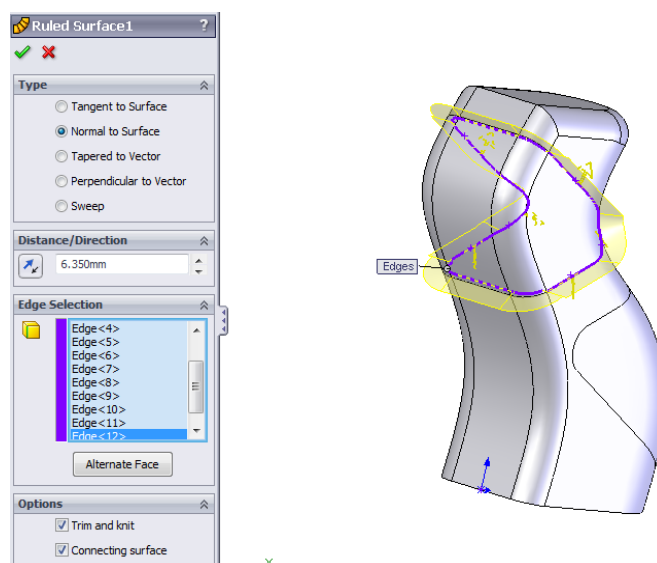 Ruled Surface1 ?
Type
Tangent to Surface
Normal to Surface
Tapered to Vector
Perpendicular to Vector
Sweep
Distance/Direction
6.350mm
Edge Selection
Edge<4>
Edge<5>
Edge<6>
Edge<7>
Edge<8>
Edge<9>
Edge<10>
Edge<11>
Edge<12>
Alternate Face
Options
Trim and knit
Connecting surface
Edges